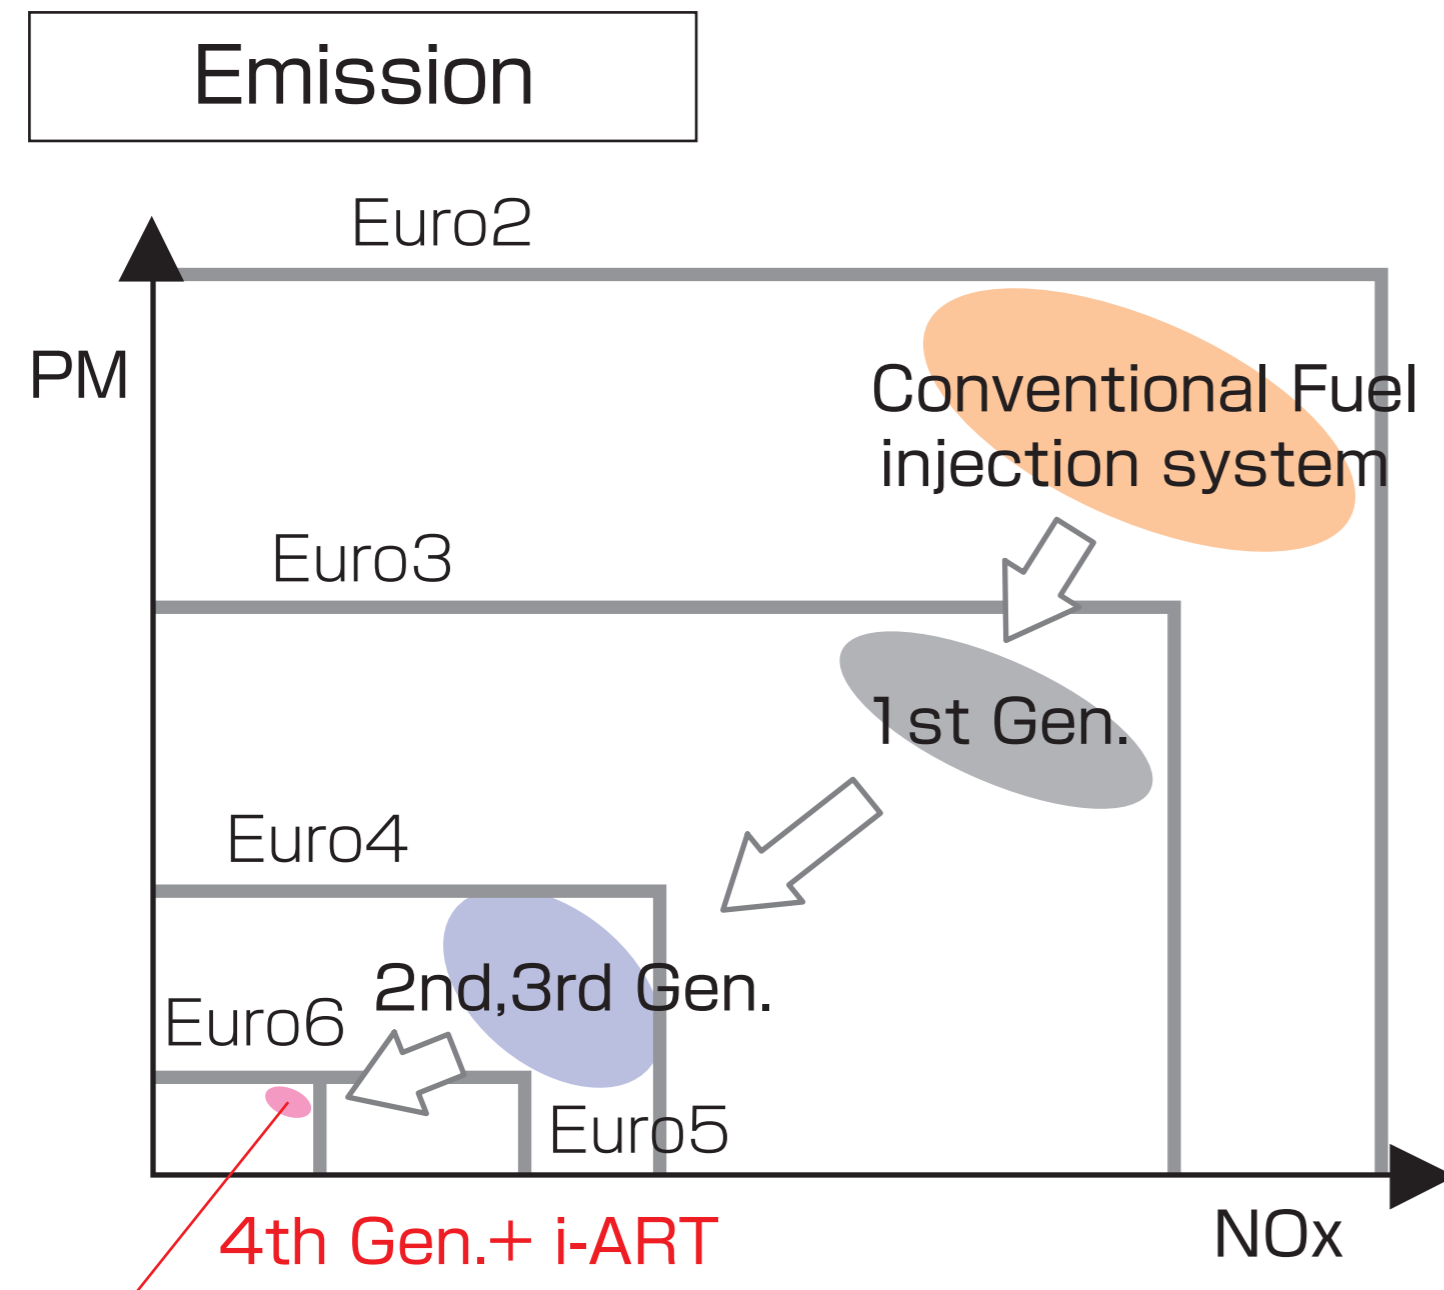 Emission
Euro2
PM
Conventional Fuel
injection system
Euro3
1st Gen.
Euro4
2nd,3rd Gen.
Euro6
Euro5
4th Gen.+ i-ART
NOx